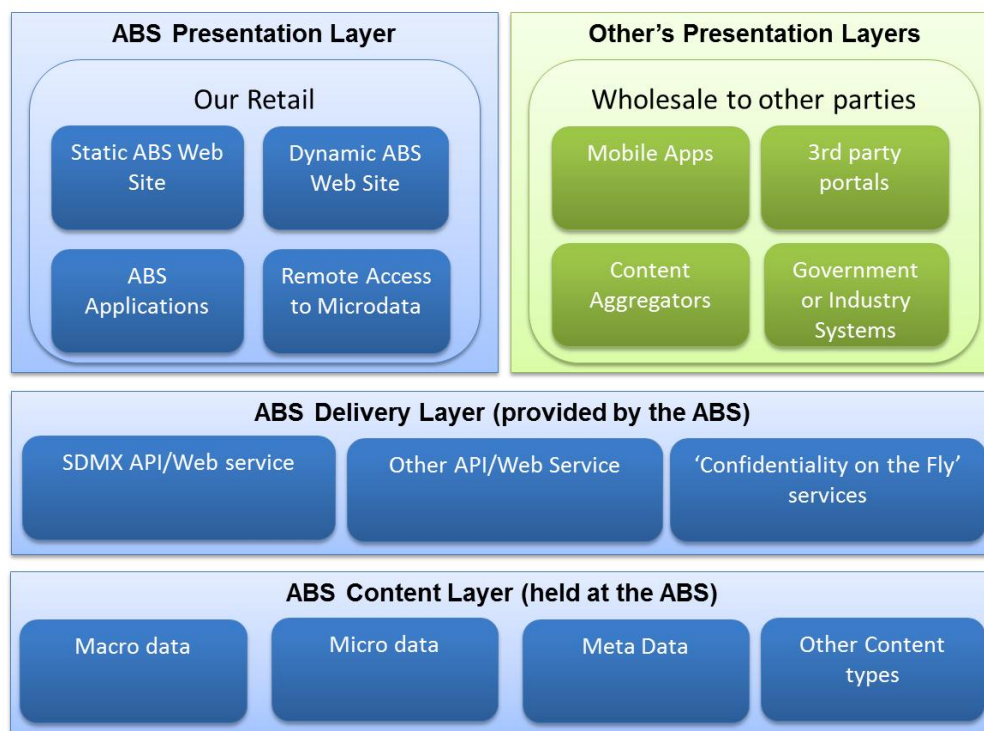 ABS Presentation Layer
Our Retail
Static ABS Web
Site
Dynamic ABS
Web Site
ABS
Applications
Remote Access
to Microdata
Other's Presentation Layers
Wholesale to other parties
Mobile Apps
3rd party
portals
Content
Aggregators
Government
or Industry
Systems
ABS Delivery Layer (provided by the ABS)
SDMX API/Web service
Other API/Web Service
‘Confidentiality on the Fly’
services
ABS Content Layer (held at the ABS)
Macro data
Micro data
Meta Data
Other Content
types